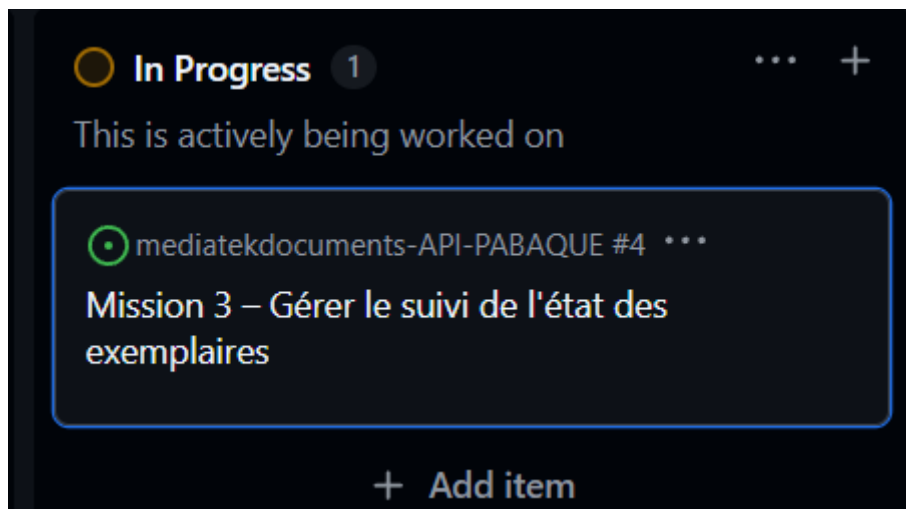 In Progress 1
This is actively being worked on
mediatekdocuments-API-PABAQUE #4
Mission 3 – Gérer le suivi de l'état des
exemplaires
+ Add item